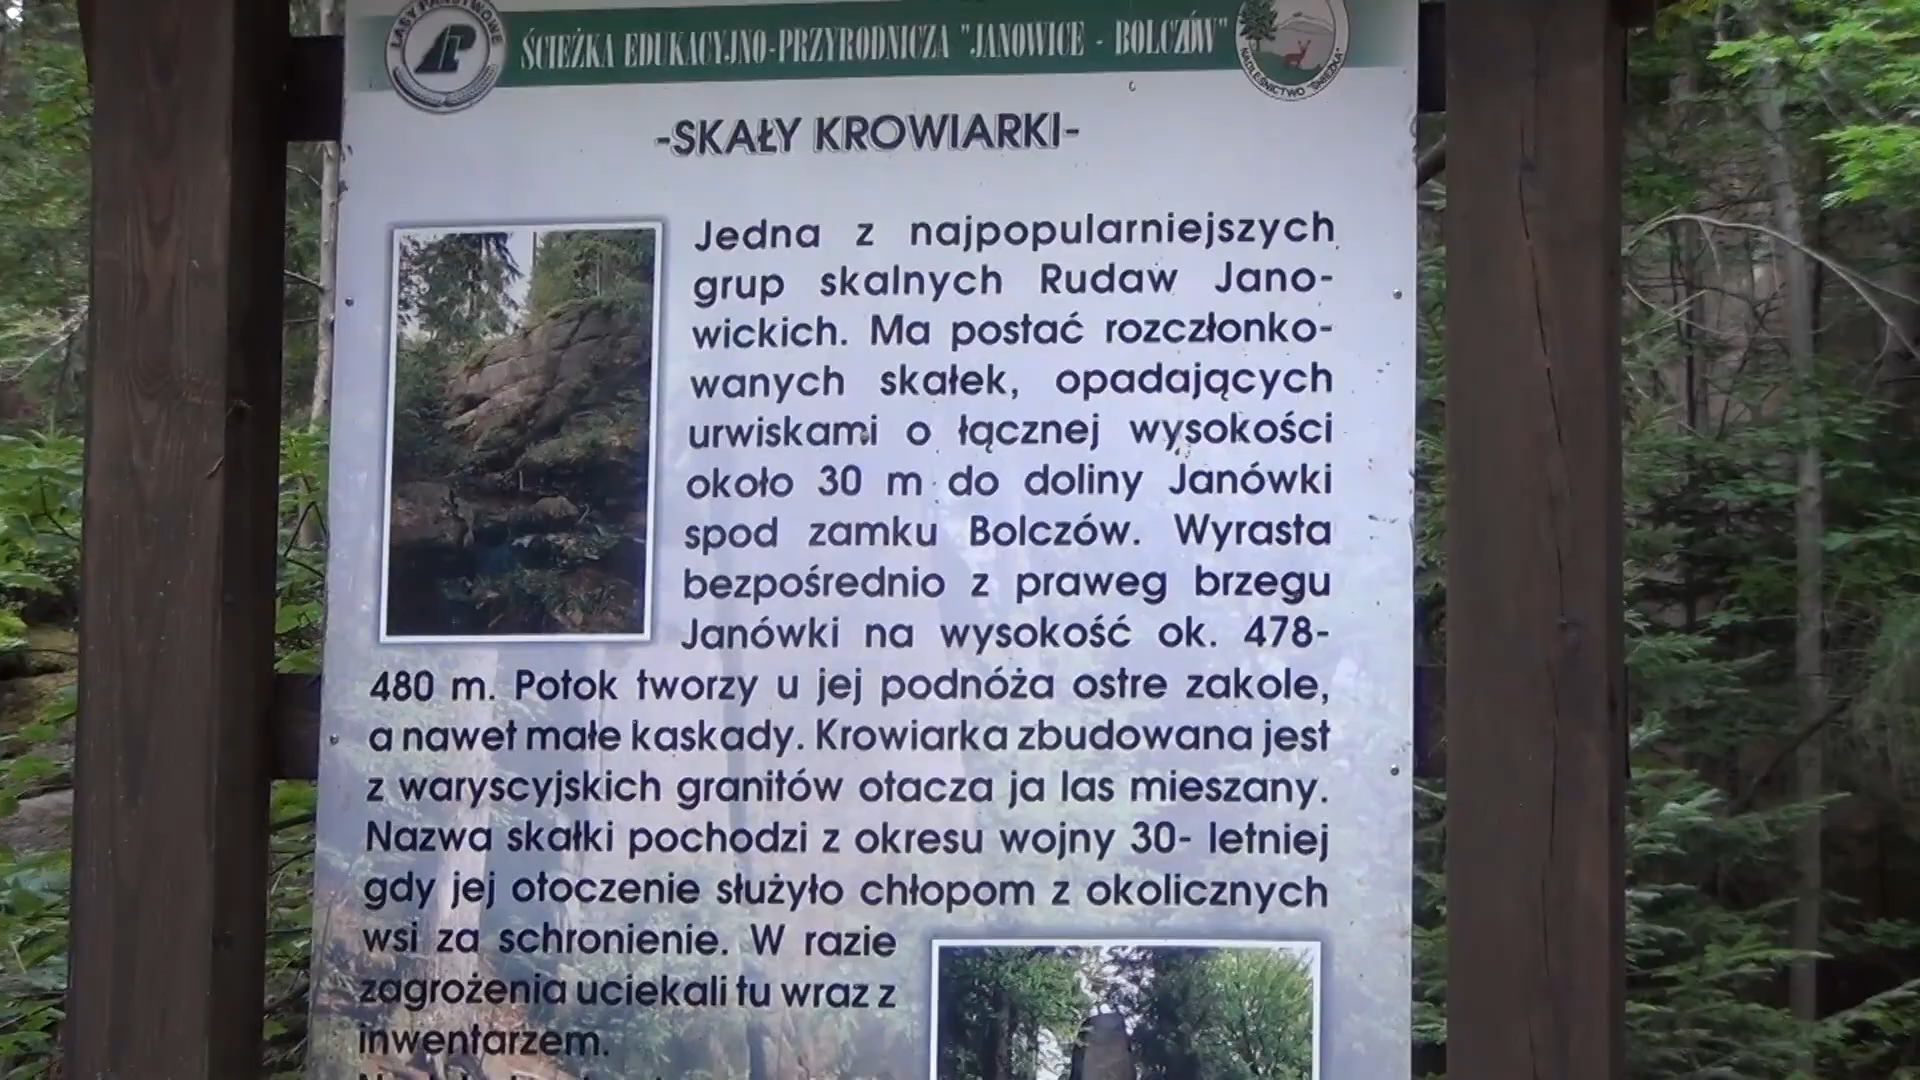 LASY PAŃSTWOWE
ŚCIEŻKA EDUKACYJNO-PRZYRODNICZA "JANOWICE - BOLCZÓW"
NADLEŚNICTWO "ŚNIEŻKA"
-SKAŁY KROWIARKI-
Jedna z najpopularniejszych
grup skalnych Rudaw Jano-
wickich. Ma postać rozczłonko-
wanych skałek, opadających
urwiskami o łącznej wysokości
około 30 m do doliny Janówki
spod zamku Bolczów. Wyrasta
bezpośrednio z praweg brzegu
Janówki na wysokość ok. 478-
480 m. Potok tworzy u jej podnóża ostre zakole,
a nawet małe kaskady. Krowiarka zbudowana jest
z waryscyjskich granitów otacza ja las mieszany.
Nazwa skałki pochodzi z okresu wojny 30- letniej
gdy jej otoczenie służyło chłopom z okolicznych
wsi za schronienie. W razie
zagrożenia uciekali tu wraz z
inwentarzem.